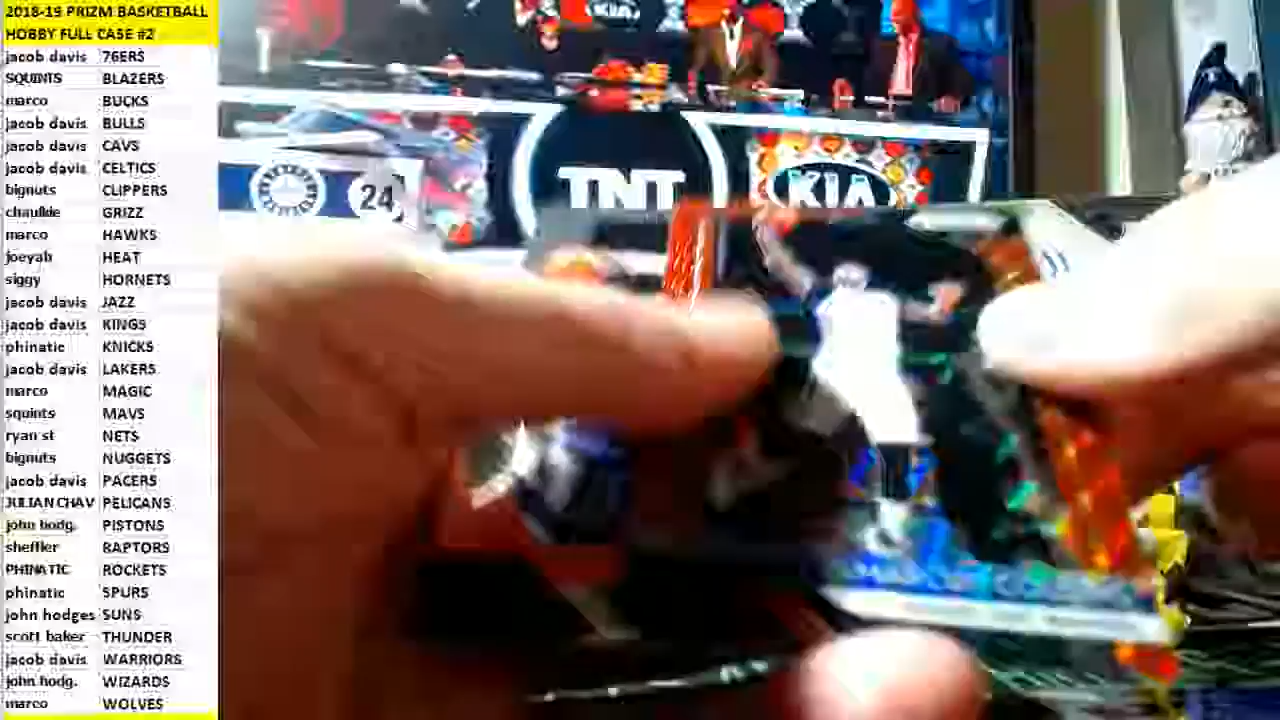 2018-19 PRIZM BASKETBALL
HOBBY FULL CASE #2
jacob davis 76ERS
SQUINTS BLAZERS
marco BUCKS
jacob davis BULLS
jacob davis CAVS
jacob davis CELTICS
bignuts CLIPPERS
chaulkie GRIZZ
marco HAWKS
joeyah HEAT
siggy HORNETS
jacob davis JAZZ
jacob davis KINGS
phinatic KNICKS
jacob davis LAKERS
marco MAGIC
squints MAVS
ryan st NETS
bignuts NUGGETS
jacob davis PACERS
JULIAN CHAV PELICANS
john hodg. PISTONS
sheffler RAPTORS
PHINATIC ROCKETS
phinatic SPURS
john hodges SUNS
scott baker THUNDER
jacob davis WARRIORS
john hodg. WIZARDS
marco WOLVES
KIA
24
TNT
KIA